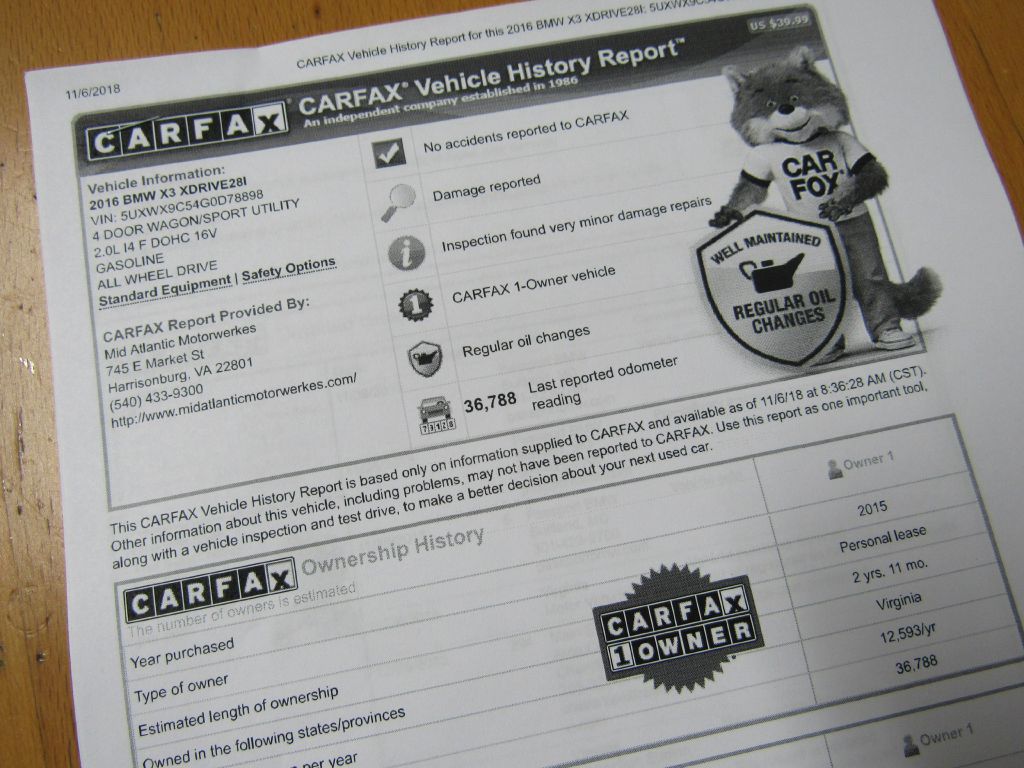 11/6/2018
CARFAX Vehicle History Report for this 2016 BMW X3 XDRIVE28I:
US $39.99
CARFAX
CARFAX® Vehicle History Report™
An independent company established in 1986
Vehicle Information:
2016 BMW X3 XDRIVE28I
VIN: 5UXWX9C54G0D78898
4 DOOR WAGON/SPORT UTILITY
2.0L I4 F DOHC 16V
GASOLINE
ALL WHEEL DRIVE
Standard Equipment | Safety Options
CARFAX Report Provided By:
Mid Atlantic Motorwerkes
745 E Market St
Harrisonburg, VA 22801
(540) 433-9300
http://www.midatlanticmotorwerkes.com/
No accidents reported to CARFAX
Damage reported
Inspection found very minor damage repairs
1
CARFAX 1-Owner vehicle
Regular oil changes
36,788 Last reported odometer
reading
CAR
FOX
WELL MAINTAINED
REGULAR OIL
CHANGES
This CARFAX Vehicle History Report is based only on information supplied to CARFAX and available as of 11/6/18 at 8:36:28 AM (CST).
Other information about this vehicle, including problems, may not have been reported to CARFAX. Use this report as one important tool,
along with a vehicle inspection and test drive, to make a better decision about your next used car.
CARFAX Ownership History
The number of owners is estimated
Owner 1
Year purchased 2015
Type of owner Personal lease
Estimated length of ownership 2 yrs. 11 mo.
Owned in the following states/provinces Virginia
per year 12,593/yr
36,788
CARFAX
1 OWNER
Owner 1